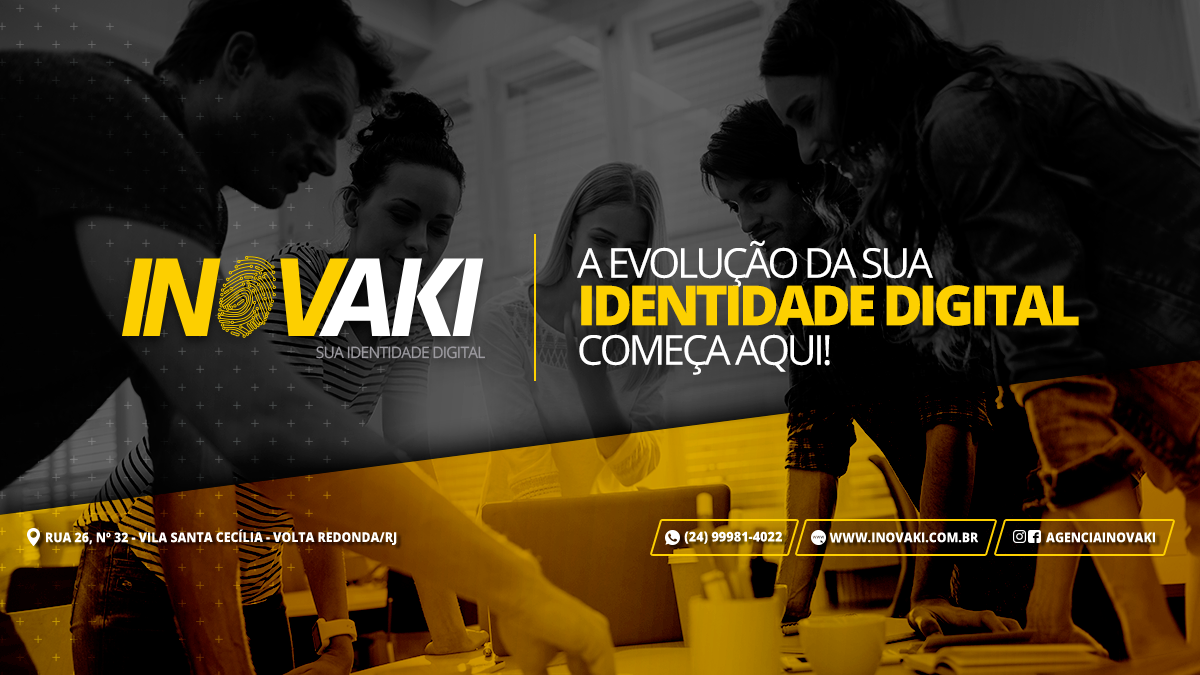 INOVAKI
SUA IDENTIDADE DIGITAL
A EVOLUÇÃO DA SUA
IDENTIDADE DIGITAL
COMEÇA AQUI!
RUA 26, Nº 32 - VILA SANTA CECÍLIA - VOLTA REDONDA/RJ
(24) 99981-4022
WWW.INOVAKI.COM.BR
AGENCIAINOVAKI